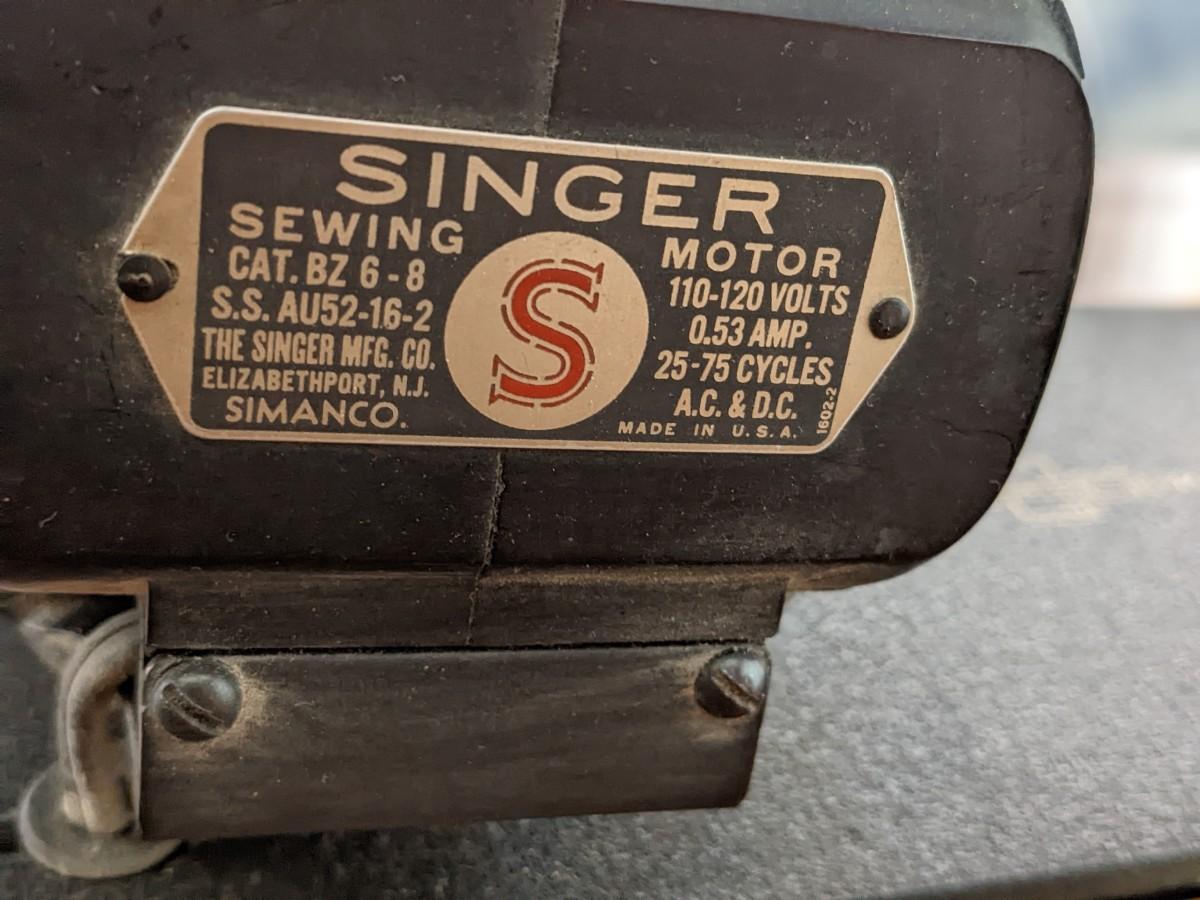 SINGER
SEWING
CAT. BZ 6-8
S.S. AU52-16-2
THE SINGER MFG. CO.
ELIZABETHPORT, N.J.
SIMANCO.
S
MOTOR
110-120 VOLTS
0.53 AMP.
25-75 CYCLES
A.C. & D.C.
MADE IN U.S.A.
1602-2